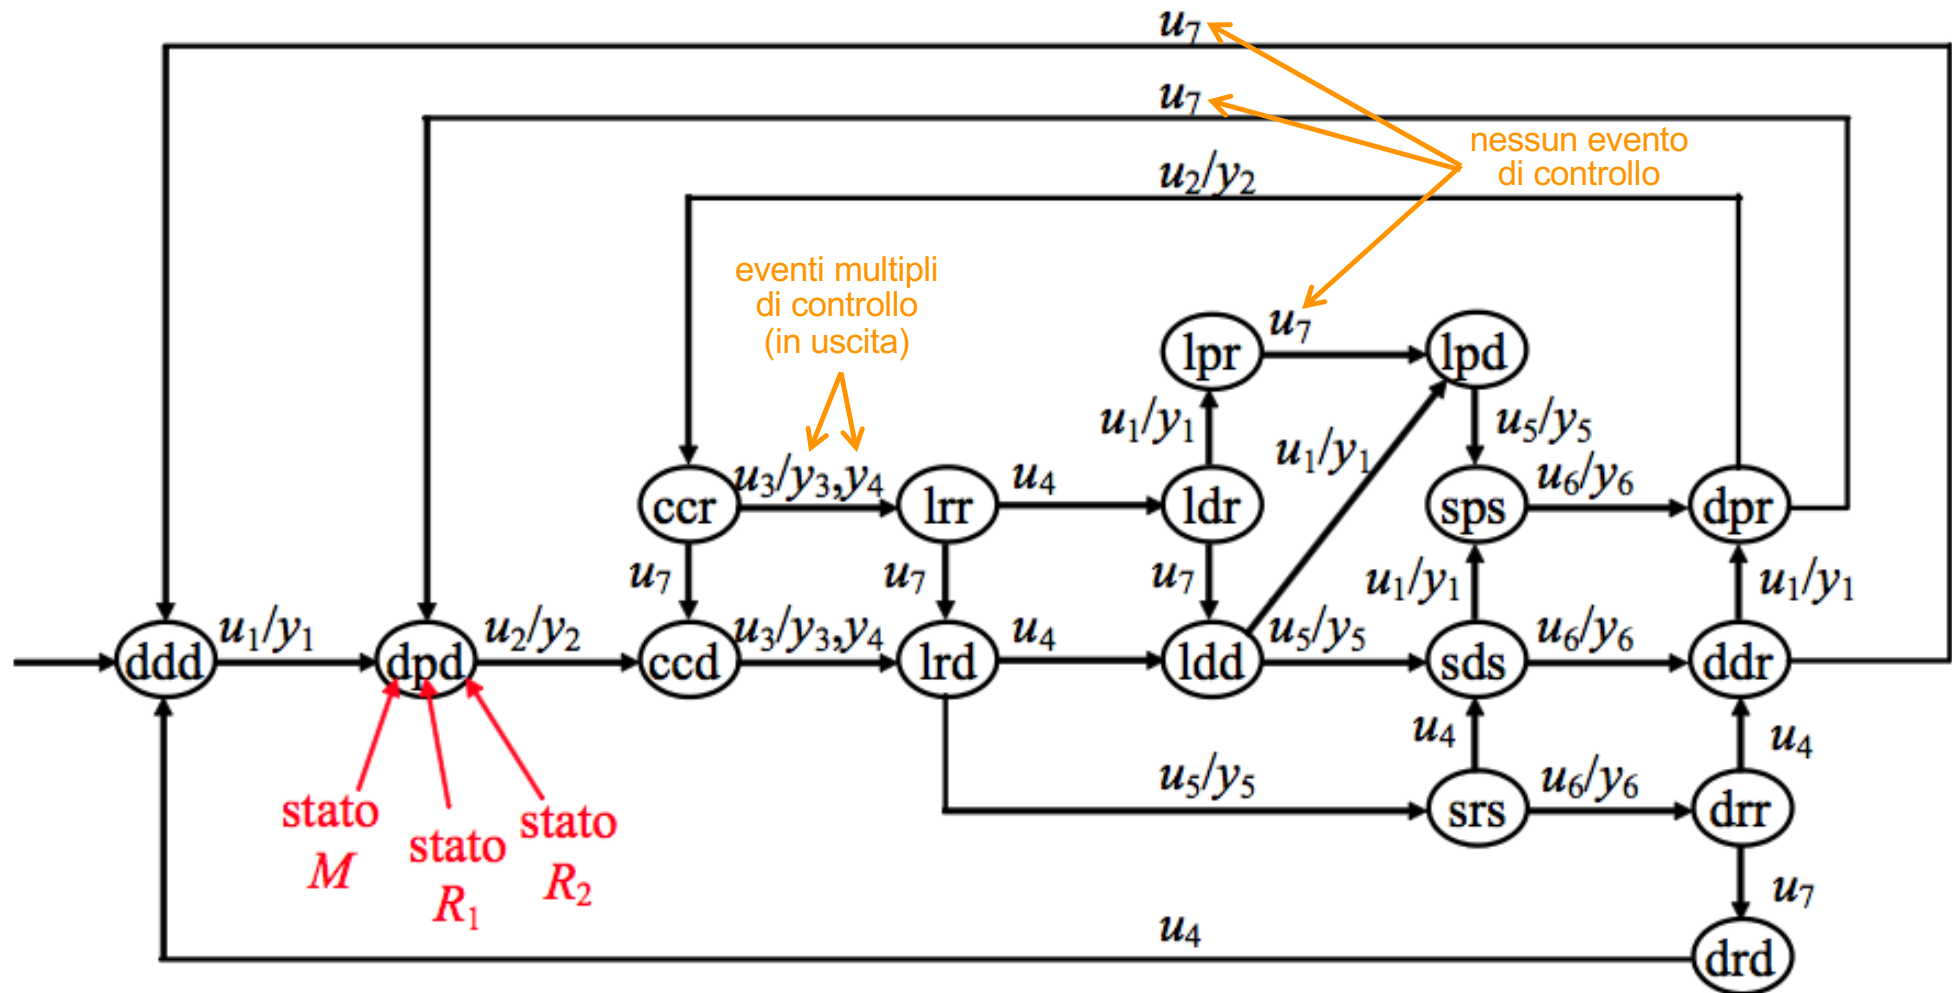 u7
u7
nessun evento
di controllo
u2/y2
eventi multipli
di controllo
(in uscita)
lpr
u7
lpd
u1/y1
u1/y1
u5/y5
ccr
u3/y3,y4
lrr
u4
ldr
sps
u6/y6
dpr
u7
u7
u7
u1/y1
u1/y1
ddd
u1/y1
dpd
u2/y2
ccd
u3/y3,y4
lrd
u4
ldd
u5/y5
sds
u6/y6
ddr
u4
u4
stato
M
stato
R1
stato
R2
u5/y5
srs
u6/y6
drr
u7
u4
drd